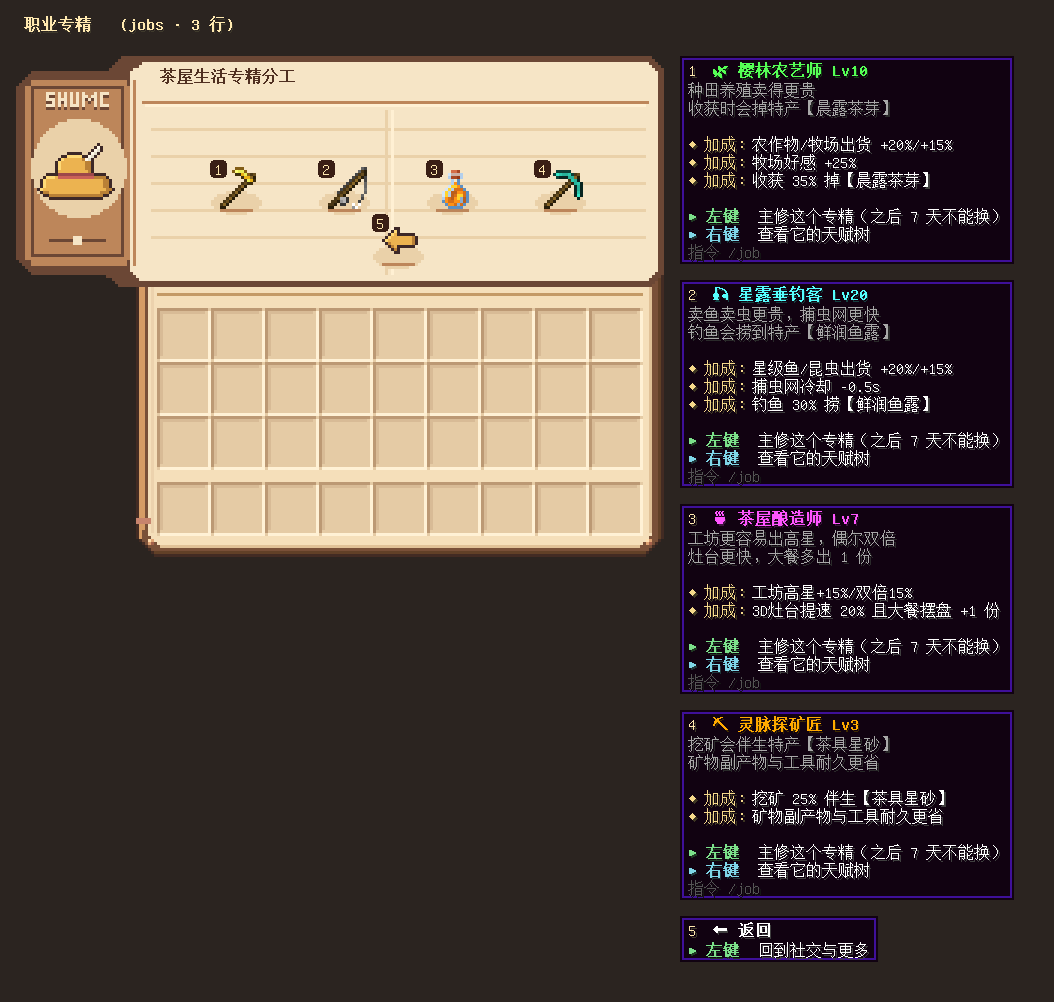 职业专精 (jobs · 3 行)
SHUMC
茶屋生活专精分工
1
2
3
4
5
1 樱林农艺师 Lv10
种田养殖卖得更贵
收获时会掉特产【晨露茶芽】
◆ 加成: 农作物/牧场出货 +20%/+15%
◆ 加成: 牧场好感 +25%
◆ 加成: 收获 35% 掉【晨露茶芽】
▶ 左键 主修这个专精(之后 7 天不能换)
▶ 右键 查看它的天赋树
指令 /job
2 星露垂钓客 Lv20
卖鱼卖虫更贵, 捕虫网更快
钓鱼会捞到特产【鲜润鱼露】
◆ 加成: 星级鱼/昆虫出货 +20%/+15%
◆ 加成: 捕虫网冷却 -0.5s
◆ 加成: 钓鱼 30% 捞【鲜润鱼露】
▶ 左键 主修这个专精(之后 7 天不能换)
▶ 右键 查看它的天赋树
指令 /job
3 茶屋酿造师 Lv7
工坊更容易出高星, 偶尔双倍
灶台更快, 大餐多出 1 份
◆ 加成: 工坊高星+15%/双倍15%
◆ 加成: 3D灶台提速 20% 且大餐摆盘 +1 份
▶ 左键 主修这个专精(之后 7 天不能换)
▶ 右键 查看它的天赋树
指令 /job
4 灵脉探矿匠 Lv3
挖矿会伴生特产【茶具星砂】
矿物副产物与工具耐久更省
◆ 加成: 挖矿 25% 伴生【茶具星砂】
◆ 加成: 矿物副产物与工具耐久更省
▶ 左键 主修这个专精(之后 7 天不能换)
▶ 右键 查看它的天赋树
指令 /job
5 ← 返回
▶ 左键 回到社交与更多